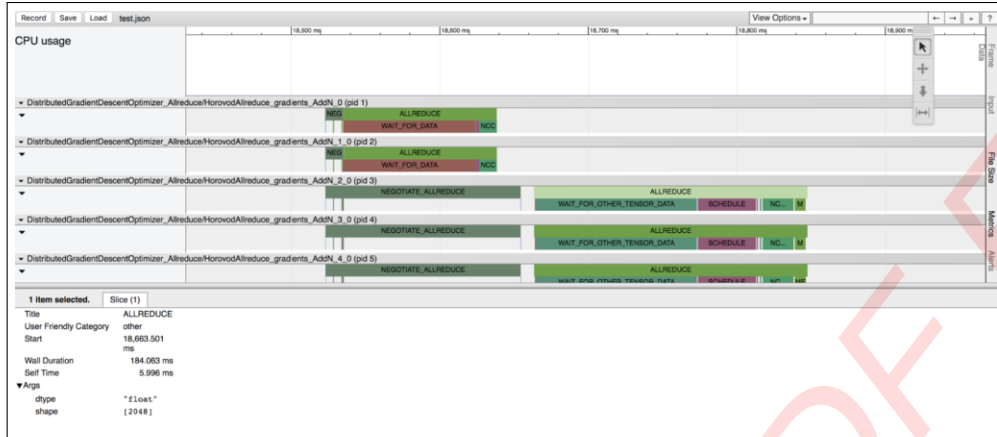 Record Save Load test.json View Options ← → » ?
18,500 ms 18,600 ms 18,700 ms 18,800 ms 18,900 ms
CPU usage
Frame Data
DistributedGradientDescentOptimizer_Allreduce/HorovodAllreduce_gradients_AddN_0 (pid 1)
Input
NEG ALLREDUCE
WAIT_FOR_DATA NCC
DistributedGradientDescentOptimizer_Allreduce/HorovodAllreduce_gradients_AddN_1_0 (pid 2)
NEG ALLREDUCE
File Size
WAIT_FOR_DATA NCC
DistributedGradientDescentOptimizer_Allreduce/HorovodAllreduce_gradients_AddN_2_0 (pid 3)
NEGOTIATE_ALLREDUCE ALLREDUCE
WAIT_FOR_OTHER_TENSOR_DATA SCHEDULE NC... M
Metrics
DistributedGradientDescentOptimizer_Allreduce/HorovodAllreduce_gradients_AddN_3_0 (pid 4)
NEGOTIATE_ALLREDUCE ALLREDUCE
WAIT_FOR_OTHER_TENSOR_DATA SCHEDULE NC... M
Alerts
DistributedGradientDescentOptimizer_Allreduce/HorovodAllreduce_gradients_AddN_4_0 (pid 5)
NEGOTIATE_ALLREDUCE ALLREDUCE
WAIT_FOR_OTHER_TENSOR_DATA SCHEDULE NC ME
1 item selected. Slice (1)
Title ALLREDUCE
User Friendly Category other
Start 18,663.501
ms
Wall Duration 184.063 ms
Self Time 5.996 ms
▼Args
dtype "float"
shape [2048]
OF F